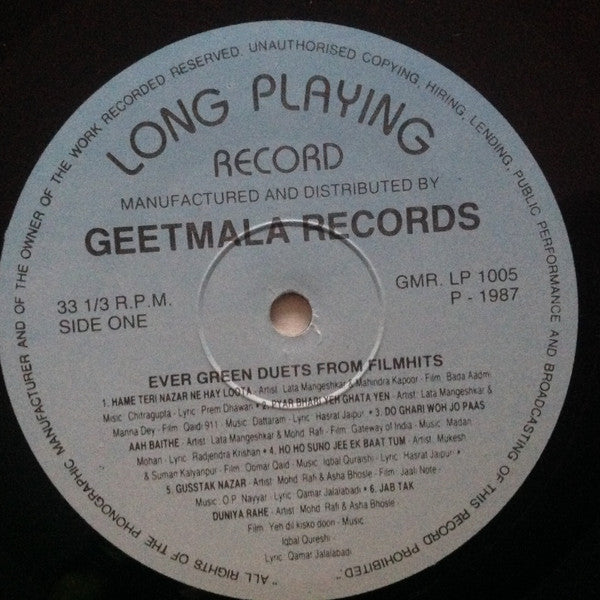 "ALL RIGHTS OF THE PHONOGRAPHIC MANUFACTURER AND OF THE OWNER OF THE WORK RECORDED RESERVED. UNAUTHORISED COPYING, HIRING, LENDING, PUBLIC PERFORMANCE AND BROADCASTING OF THIS RECORD PROHIBITED."
LONG PLAYING
RECORD
MANUFACTURED AND DISTRIBUTED BY
GEETMALA RECORDS
33 1/3 R.P.M.
SIDE ONE
GMR. LP 1005
P - 1987
EVER GREEN DUETS FROM FILMHITS
1. HAME TERI NAZAR NE HAY LOOTA - Artist Lata Mangeshkar & Mahindra Kapoor - Film Bada Aadmi
Misic : Chitragupta - Lyric Prem Dhawan • 2. PYAR BHARI YEH GHATA YEN - Artist Lata Mangeshkar &
Manna Dey - Film Qaidi 911 - Music Dattaram - Lyric Hasrat Jaipuri • 3. DO GHARI WOH JO PAAS
AAH BAITHE - Artist Lata Mangeshkar & Mohd. Rafi - Film Gateway of India - Music Madan
Mohan - Lyric Radjendra Krishan • 4. HO HO SUNO JEE EK BAAT TUM - Artist Mukesh
& Suman Kalyanpur - Film Oomar Qaid - Music Iqbal Quraishi - Lyric Hasrat Jaipur •
5. GUSSTAK NAZAR - Artist Mohd Rafi & Asha Bhosle - Film Jaali Note -
Music O.P. Nayyar - Lyric Qamar Jalalabadi • 6. JAB TAK
DUNIYA RAHE - Artist Mohd Rafi & Asha Bhosle -
Film Yeh dil kisko doon - Music
Iqbal Qureshi
Lyric Qamar Jalalabadi